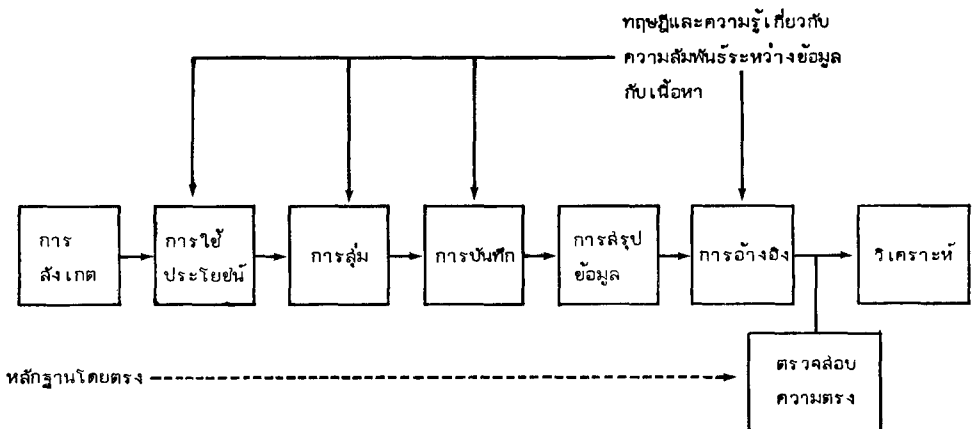 ทฤษฎีและความรู้เกี่ยวกับ
ความสัมพันธ์ระหว่างข้อมูล
กับเนื้อหา
การ
สังเกต
การใช้
ประโยชน์
การสุ่ม
การบันทึก
การสรุป
ข้อมูล
การอ้างอิง
วิเคราะห์
หลักฐานโดยตรง
ตรวจสอบ
ความตรง